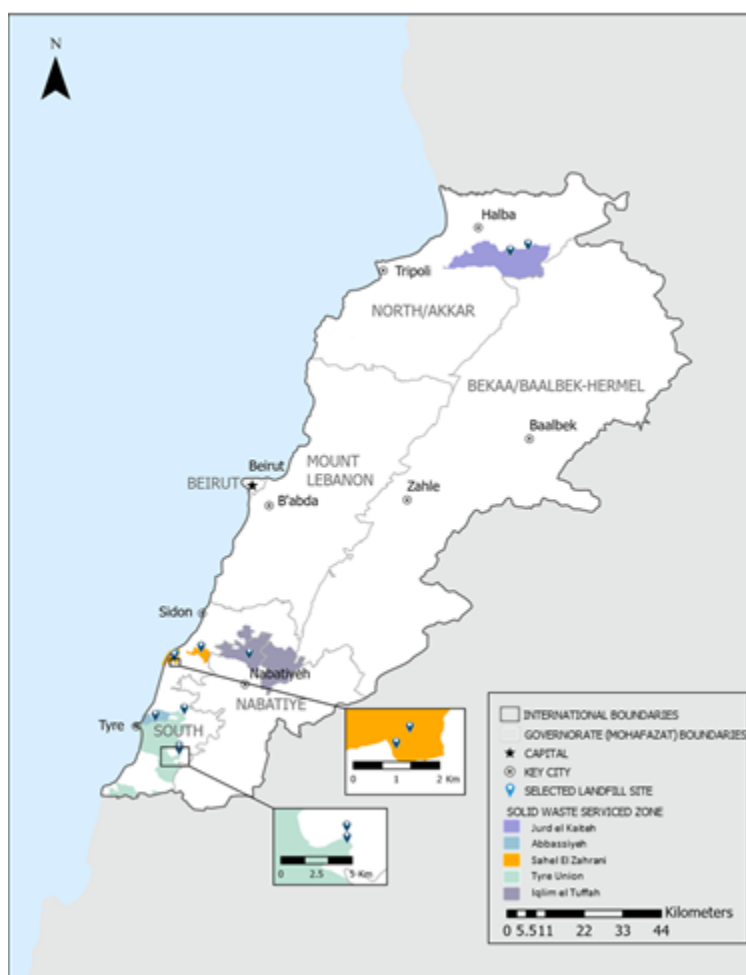 N
Halba
Tripoli
NORTH/AKKAR
BEKAA/BAALBEK-HERMEL
Baalbek
MOUNT
LEBANON
Beirut
BEIRUT
B'abda
Zahle
Sidon
Nabatiyeh
NABATIYE
Tyre
SOUTH
0 1 2 Km
0 2.5 5 Km
INTERNATIONAL BOUNDARIES
GOVERNORATE (MOHAFAZAT) BOUNDARIES
CAPITAL
KEY CITY
SELECTED LANDFILL SITE
SOLID WASTE SERVICED ZONE
Jurd el Kaiteh
Abbassiyeh
Sahel El Zahrani
Tyre Union
Iqlim el Tuffah
Kilometers
0 5.5 11 22 33 44